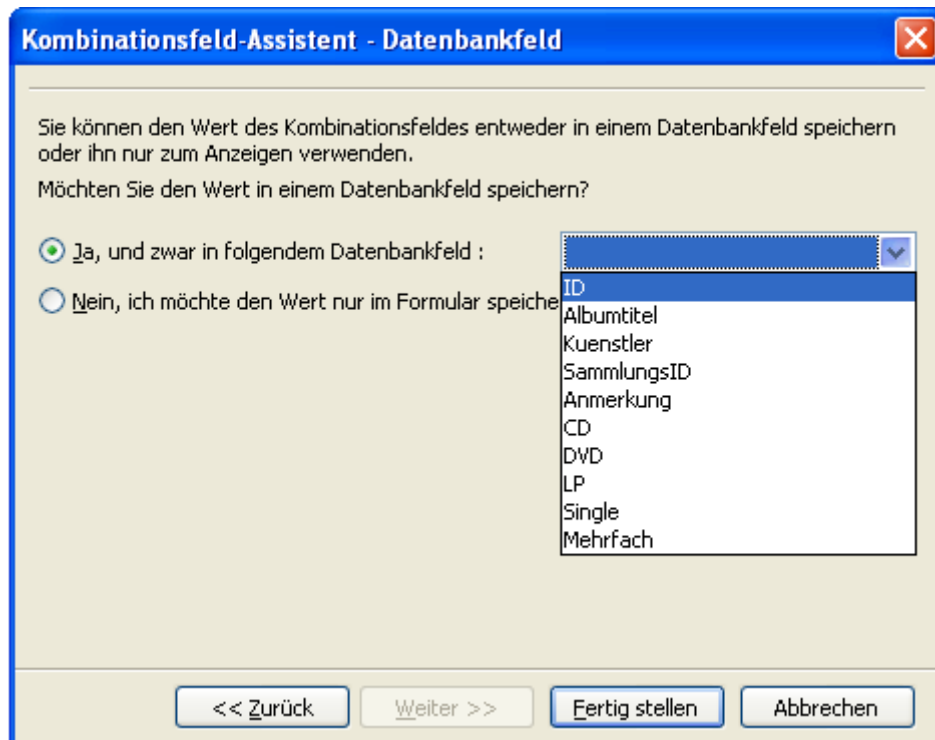 Kombinationsfeld-Assistent - Datenbankfeld
Sie können den Wert des Kombinationsfeldes entweder in einem Datenbankfeld speichern
oder ihn nur zum Anzeigen verwenden.
Möchten Sie den Wert in einem Datenbankfeld speichern?
Ja, und zwar in folgendem Datenbankfeld :
Nein, ich möchte den Wert nur im Formular speiche
ID
Albumtitel
Kuenstler
SammlungsID
Anmerkung
CD
DVD
LP
Single
Mehrfach
<< Zurück
Weiter >>
Fertig stellen
Abbrechen